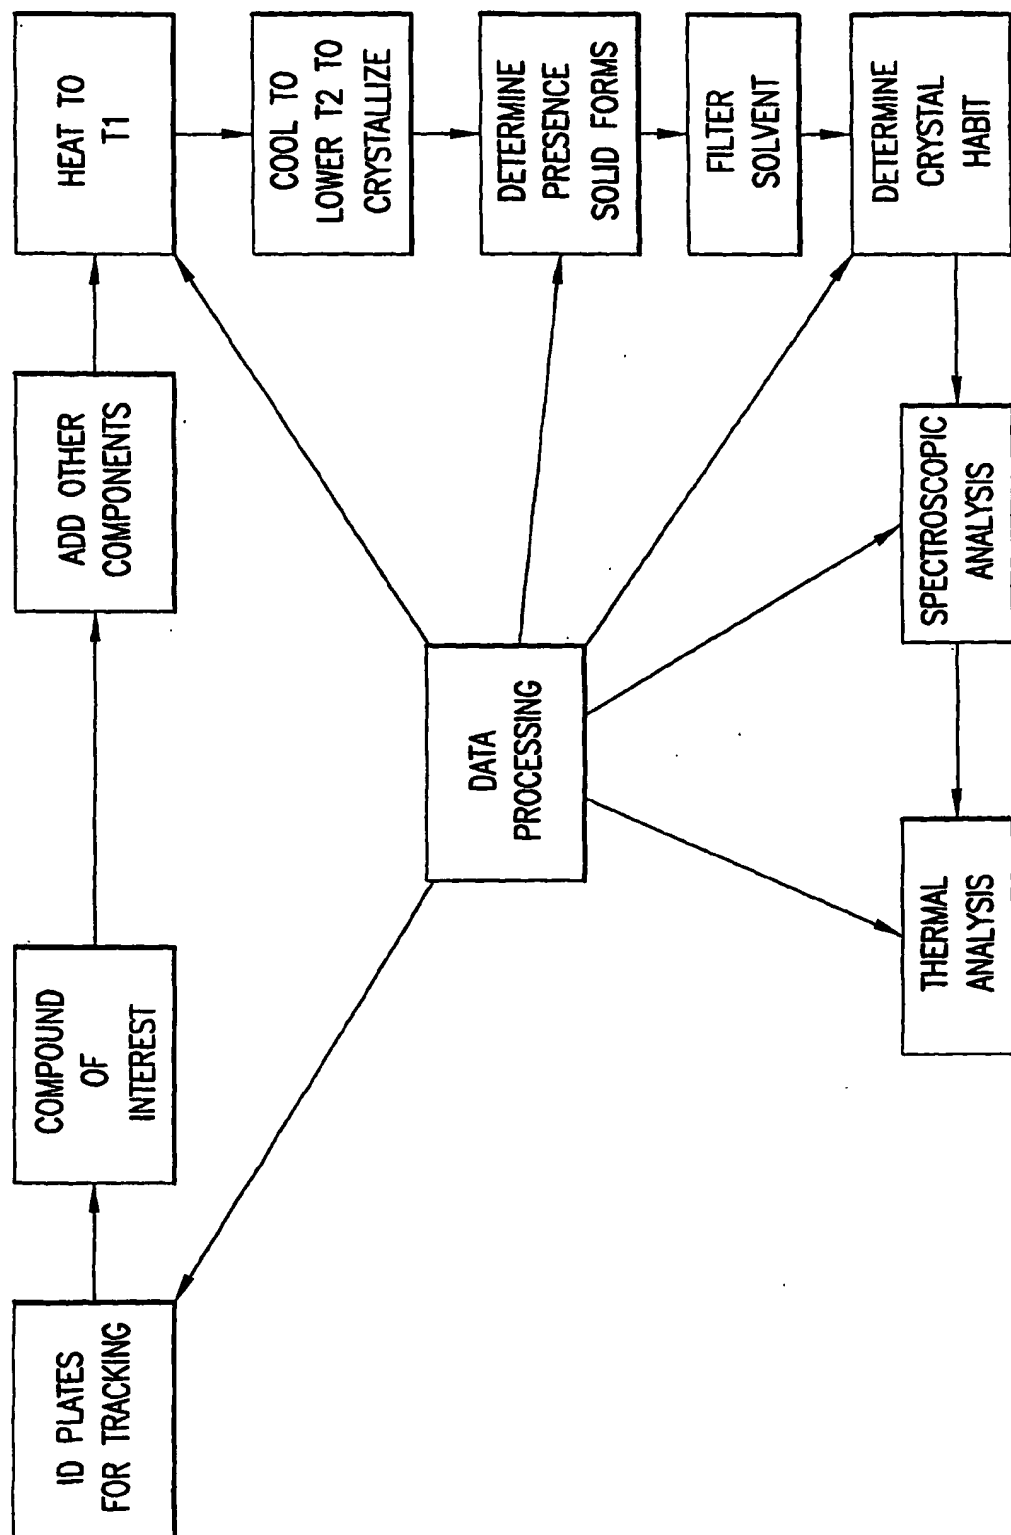 ID PLATES
FOR TRACKING
COMPOUND
OF
INTEREST
ADD OTHER
COMPONENTS
HEAT TO
T1
COOL TO
LOWER T2 TO
CRYSTALLIZE
DETERMINE
PRESENCE
SOLID FORMS
FILTER
SOLVENT
DETERMINE
CRYSTAL
HABIT
SPECTROSCOPIC
ANALYSIS
THERMAL
ANALYSIS
DATA
PROCESSING